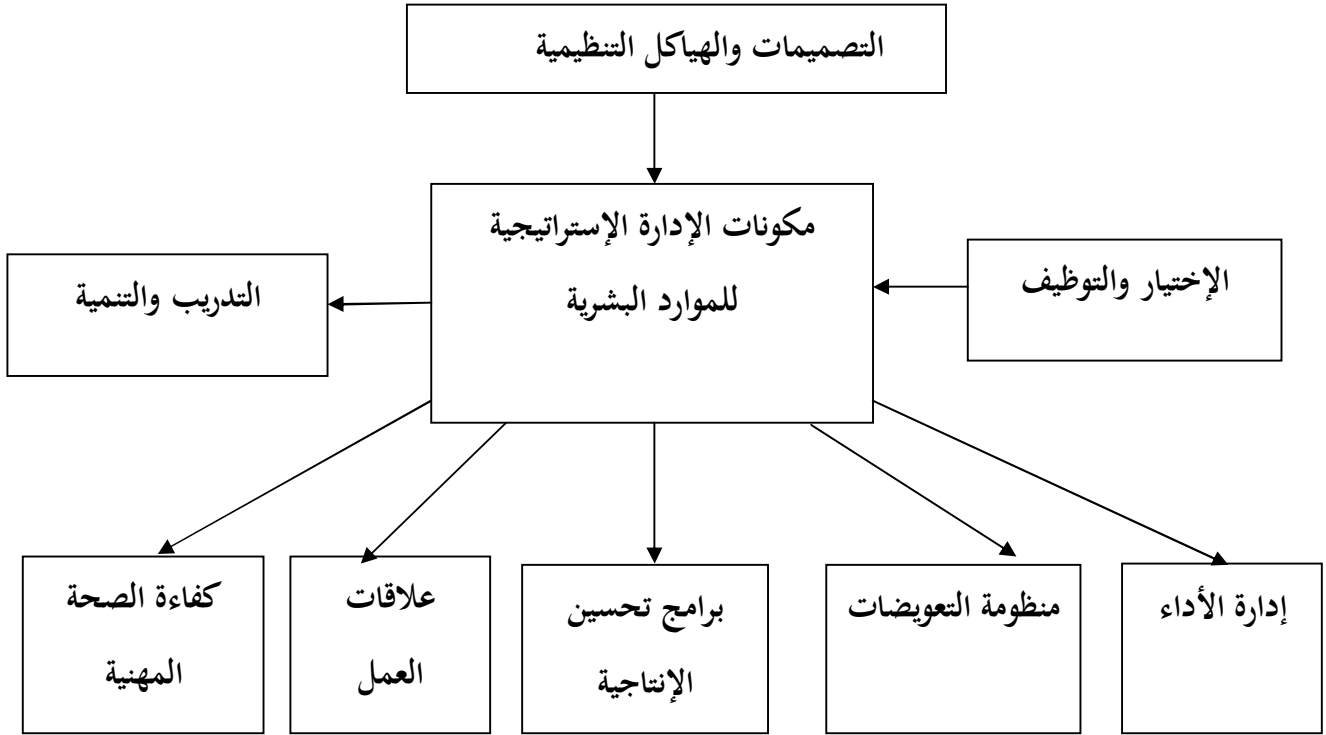 التصميمات والهياكل التنظيمية
مكونات الإدارة الإستراتيجية
للموارد البشرية
الإختيار والتوظيف
التدريب والتنمية
إدارة الأداء
منظومة التعويضات
برامج تحسين
الإنتاجية
علاقات
العمل
كفاءة الصحة
المهنية